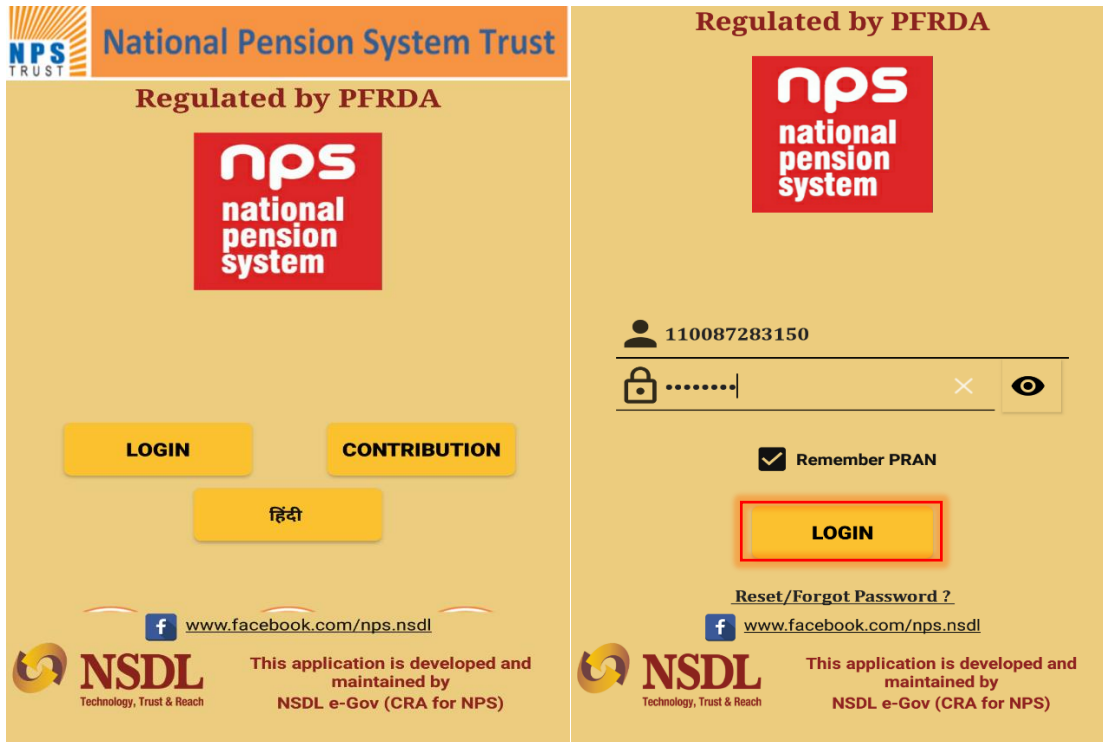 NPS
TRUST
National Pension System Trust
Regulated by PFRDA
nps
national
pension
system
LOGIN
CONTRIBUTION
हिंदी
www.facebook.com/nps.nsdl
NSDL
Technology, Trust & Reach
This application is developed and
maintained by
NSDL e-Gov (CRA for NPS)
Regulated by PFRDA
nps
national
pension
system
110087283150
••••••••
Remember PRAN
LOGIN
Reset/Forgot Password ?
www.facebook.com/nps.nsdl
NSDL
Technology, Trust & Reach
This application is developed and
maintained by
NSDL e-Gov (CRA for NPS)